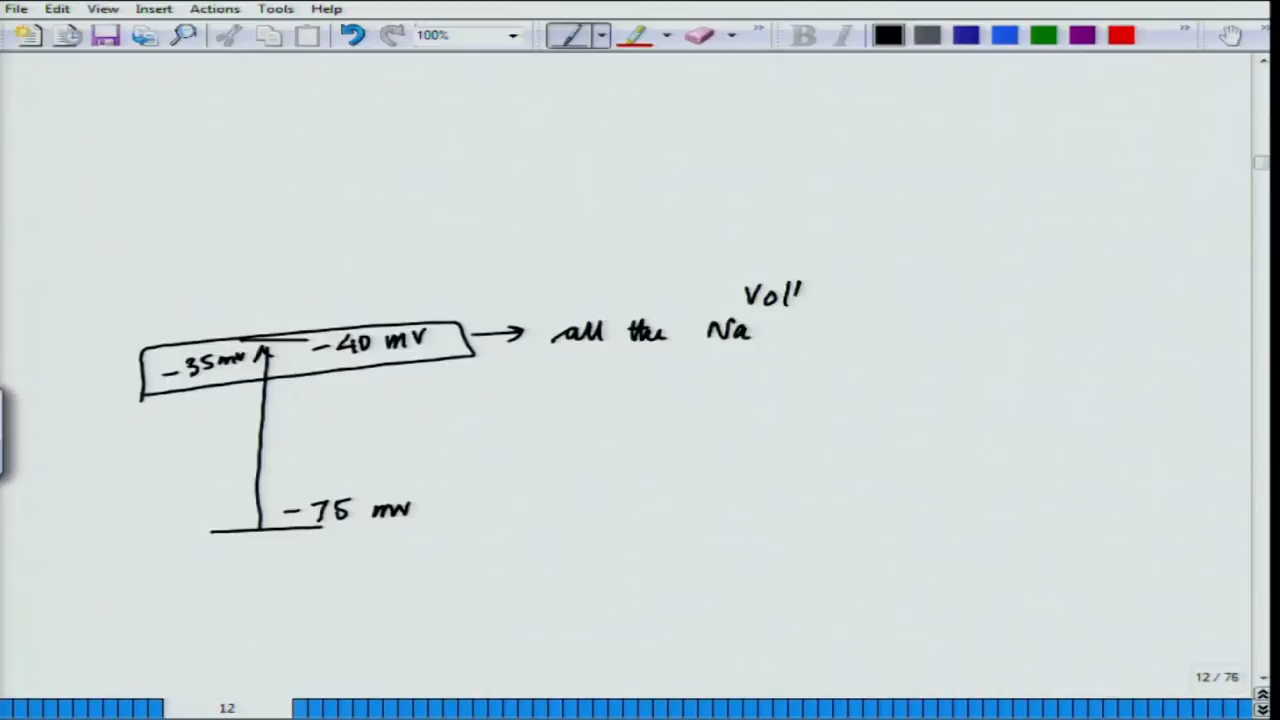 File Edit View Insert Actions Tools Help
100%
B I
Vol
-35mv -40 mV → all the Na
-75 mv
12 / 76
12